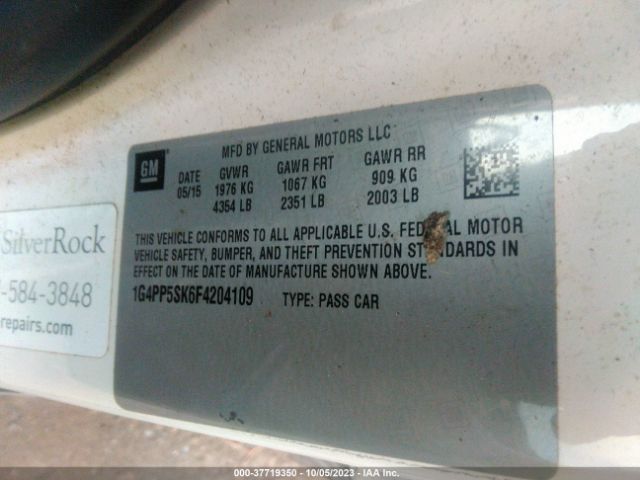 MFD BY GENERAL MOTORS LLC
GM
DATE GVWR GAWR FRT GAWR RR
05/15 1976 KG 1067 KG 909 KG
4354 LB 2351 LB 2003 LB
THIS VEHICLE CONFORMS TO ALL APPLICABLE U.S. FEDERAL MOTOR
VEHICLE SAFETY, BUMPER, AND THEFT PREVENTION STANDARDS IN
EFFECT ON THE DATE OF MANUFACTURE SHOWN ABOVE.
1G4PP5SK6F4204109 TYPE: PASS CAR
SilverRock
-584-3848
repairs.com
000-37719350 | 10/05/2023 | IAA Inc.